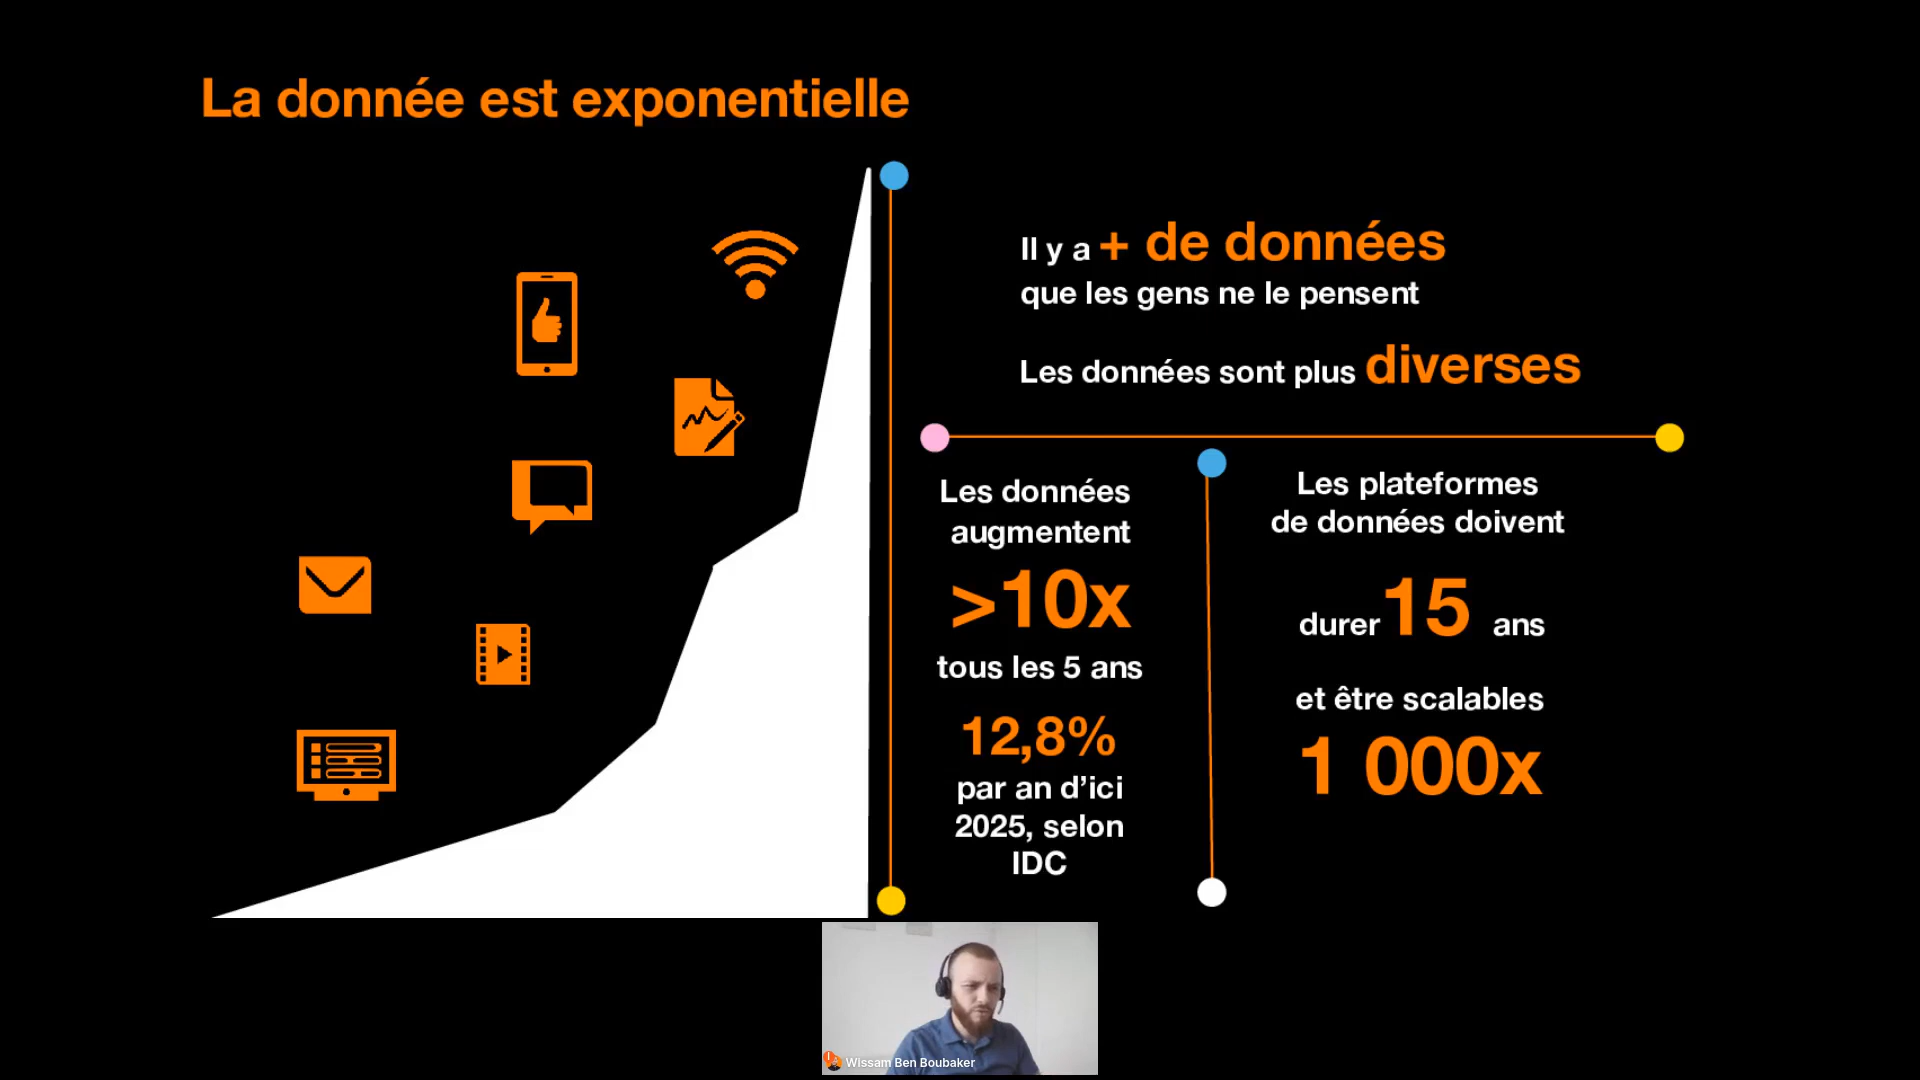 La donnée est exponentielle
Il y a + de données
que les gens ne le pensent
Les données sont plus diverses
Les données
augmentent
>10x
tous les 5 ans
12,8%
par an d’ici
2025, selon
IDC
Les plateformes
de données doivent
durer 15 ans
et être scalables
1 000x
Wissam Ben Boubaker